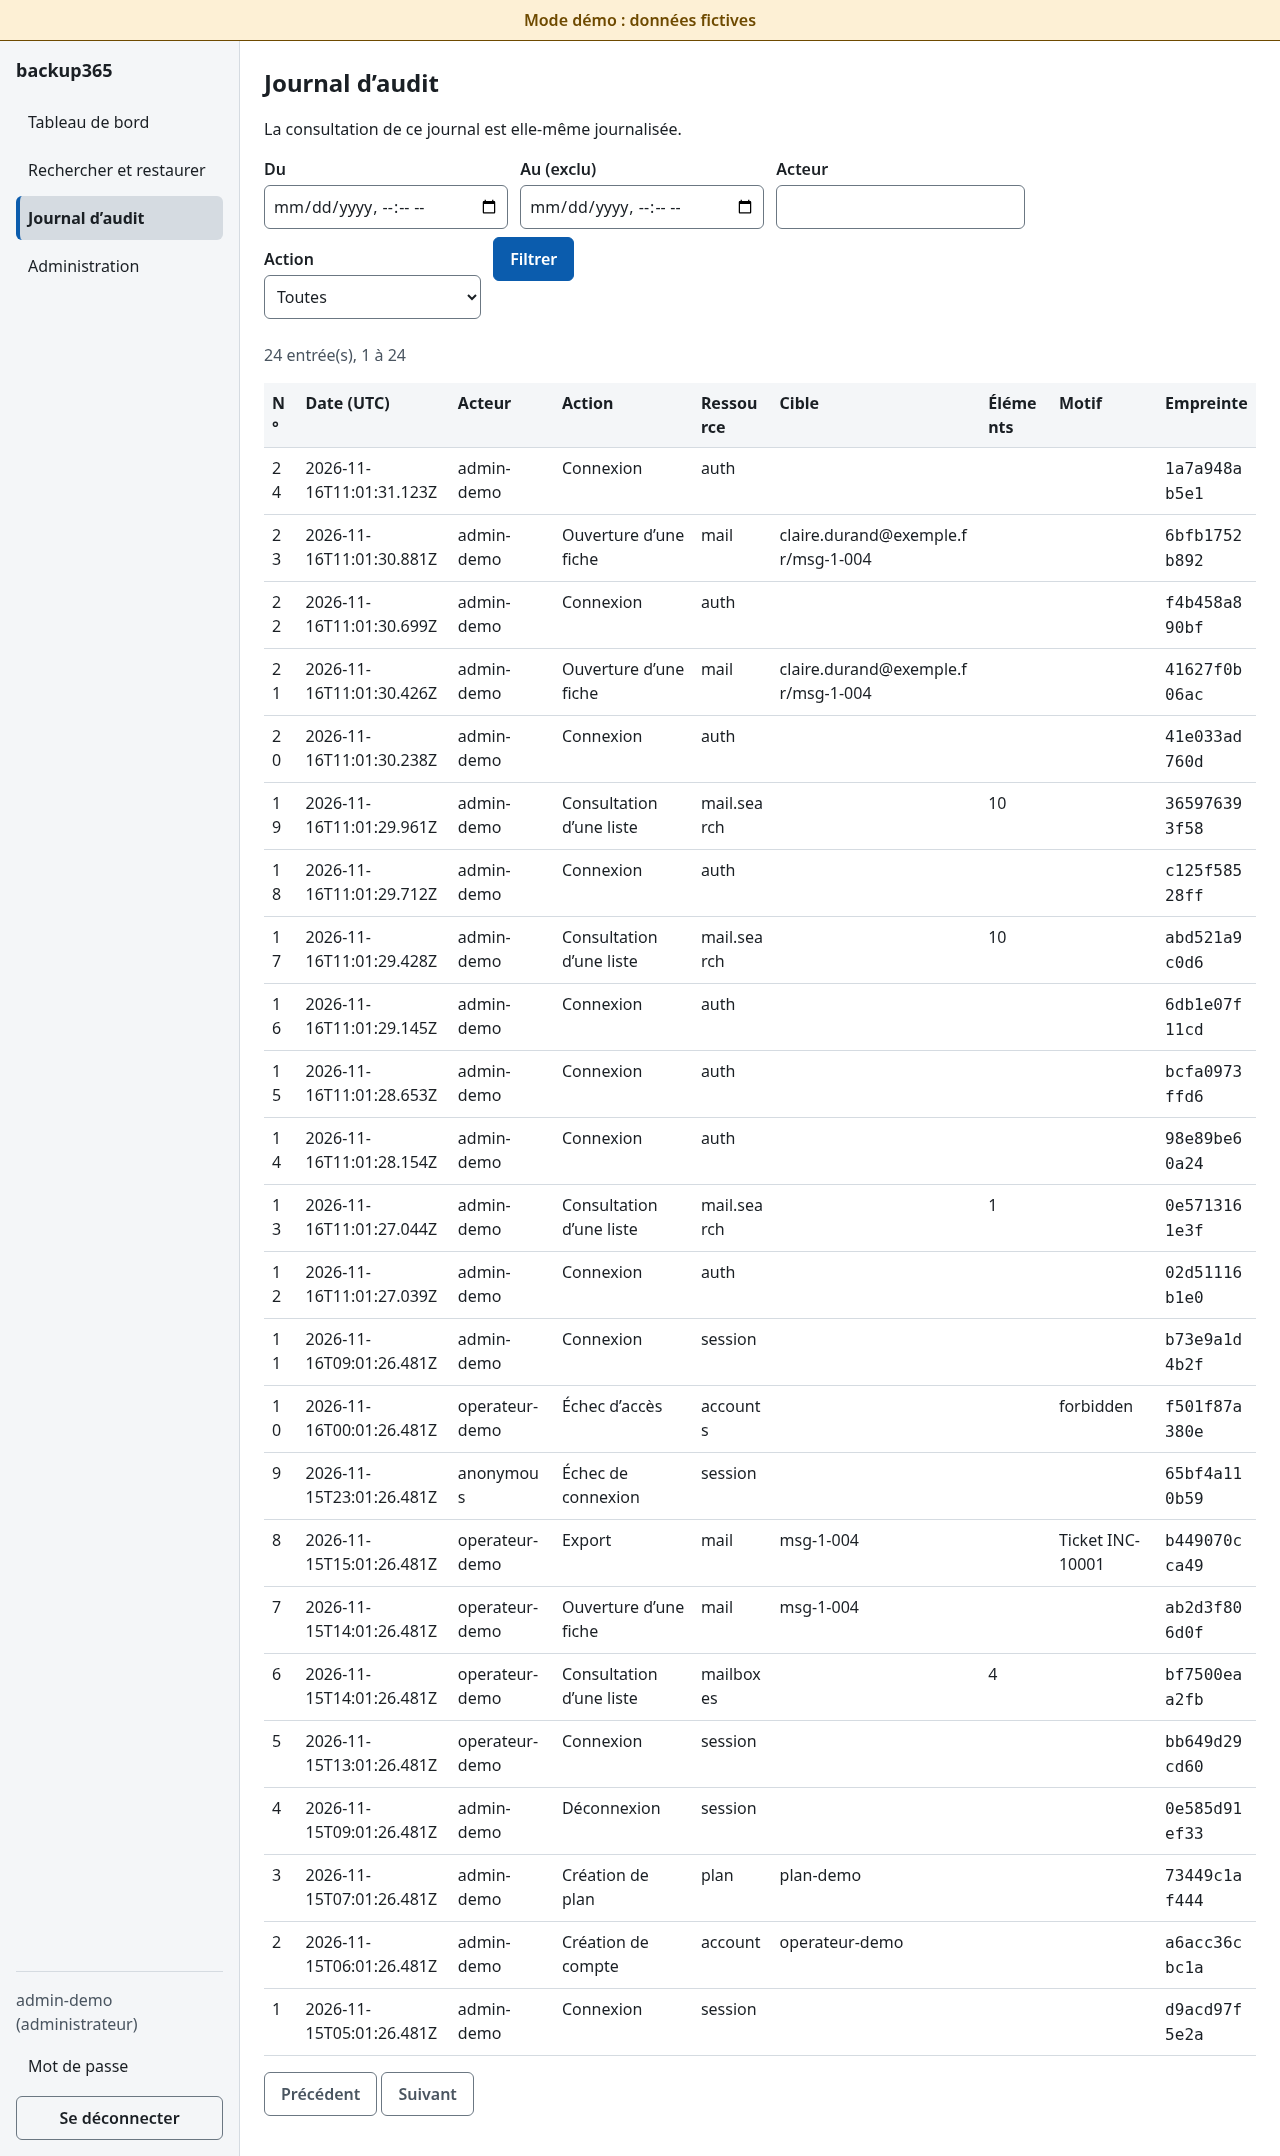 Mode démo : données fictives
backup365
Tableau de bord
Rechercher et restaurer
Journal d’audit
Administration
Journal d’audit
La consultation de ce journal est elle-même journalisée.
Du Au (exclu) Acteur
mm/dd/yyyy, --:-- -- mm/dd/yyyy, --:-- --
Action Filtrer
Toutes
24 entrée(s), 1 à 24
N° Date (UTC) Acteur Action Ressource Cible Éléments Motif Empreinte
24 2026-11-16T11:01:31.123Z admin-demo Connexion auth 1a7a948ab5e1
23 2026-11-16T11:01:30.881Z admin-demo Ouverture d’une fiche mail claire.durand@exemple.fr/msg-1-004 6bfb1752b892
22 2026-11-16T11:01:30.699Z admin-demo Connexion auth f4b458a890bf
21 2026-11-16T11:01:30.426Z admin-demo Ouverture d’une fiche mail claire.durand@exemple.fr/msg-1-004 41627f0b06ac
20 2026-11-16T11:01:30.238Z admin-demo Connexion auth 41e033ad760d
19 2026-11-16T11:01:29.961Z admin-demo Consultation d’une liste mail.search 10 365976393f58
18 2026-11-16T11:01:29.712Z admin-demo Connexion auth c125f58528ff
17 2026-11-16T11:01:29.428Z admin-demo Consultation d’une liste mail.search 10 abd521a9c0d6
16 2026-11-16T11:01:29.145Z admin-demo Connexion auth 6db1e07f11cd
15 2026-11-16T11:01:28.653Z admin-demo Connexion auth bcfa0973ffd6
14 2026-11-16T11:01:28.154Z admin-demo Connexion auth 98e89be60a24
13 2026-11-16T11:01:27.044Z admin-demo Consultation d’une liste mail.search 1 0e5713161e3f
12 2026-11-16T11:01:27.039Z admin-demo Connexion auth 02d51116b1e0
11 2026-11-16T09:01:26.481Z admin-demo Connexion session b73e9a1d4b2f
10 2026-11-16T00:01:26.481Z operateur-demo Échec d’accès accounts forbidden f501f87a380e
9 2026-11-15T23:01:26.481Z anonymous Échec de connexion session 65bf4a110b59
8 2026-11-15T15:01:26.481Z operateur-demo Export mail msg-1-004 Ticket INC-10001 b449070cca49
7 2026-11-15T14:01:26.481Z operateur-demo Ouverture d’une fiche mail msg-1-004 ab2d3f806d0f
6 2026-11-15T14:01:26.481Z operateur-demo Consultation d’une liste mailboxes 4 bf7500eaa2fb
5 2026-11-15T13:01:26.481Z operateur-demo Connexion session bb649d29cd60
4 2026-11-15T09:01:26.481Z admin-demo Déconnexion session 0e585d91ef33
3 2026-11-15T07:01:26.481Z admin-demo Création de plan plan plan-demo 73449c1af444
2 2026-11-15T06:01:26.481Z admin-demo Création de compte account operateur-demo a6acc36cbc1a
1 2026-11-15T05:01:26.481Z admin-demo Connexion session d9acd97f5e2a
Précédent Suivant
admin-demo
(administrateur)
Mot de passe
Se déconnecter